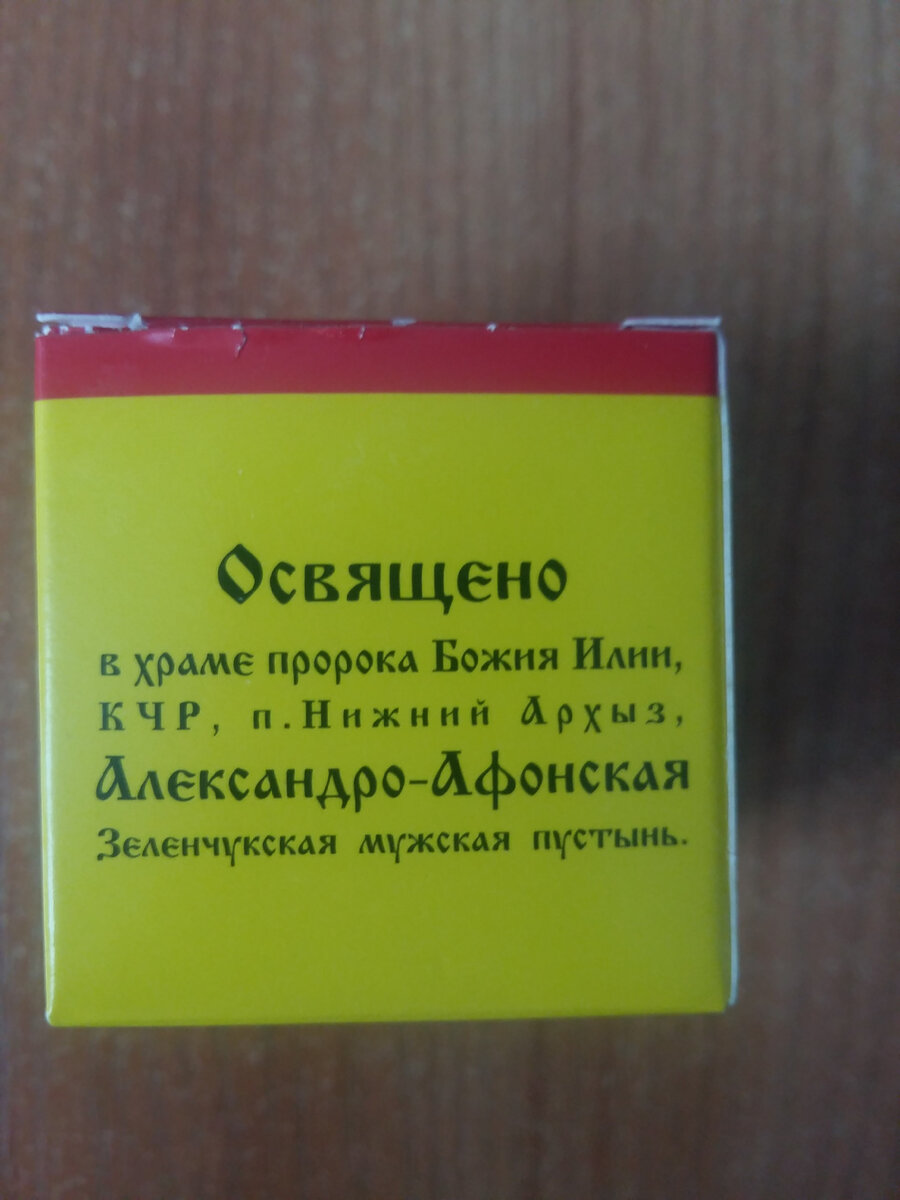 Освящено
в храме пророка Божия Илии,
КЧР, п.Нижний Архыз,
Александро-Афонская
Зеленчукская мужская пустынь.